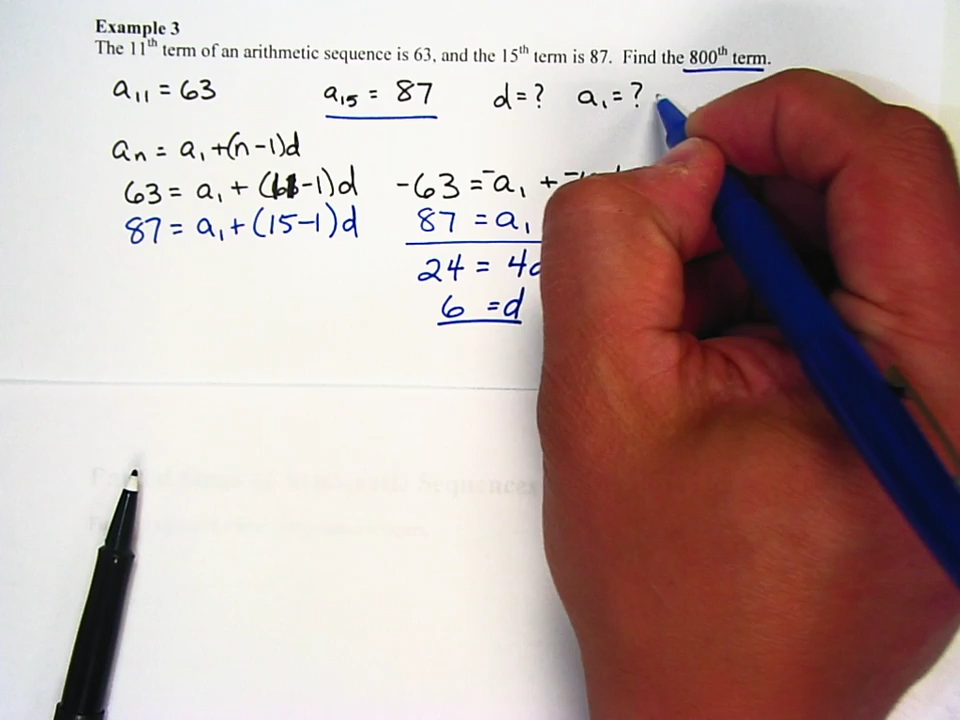 Example 3
The 11th term of an arithmetic sequence is 63, and the 15th term is 87. Find the 800th term.
a11 = 63 a15 = 87 d = ? a1 = ?
an = a1 + (n-1)d
63 = a1 + (11-1)d -63 = -a1 +
87 = a1 + (15-1)d 87 = a1
24 = 4d
6 = d